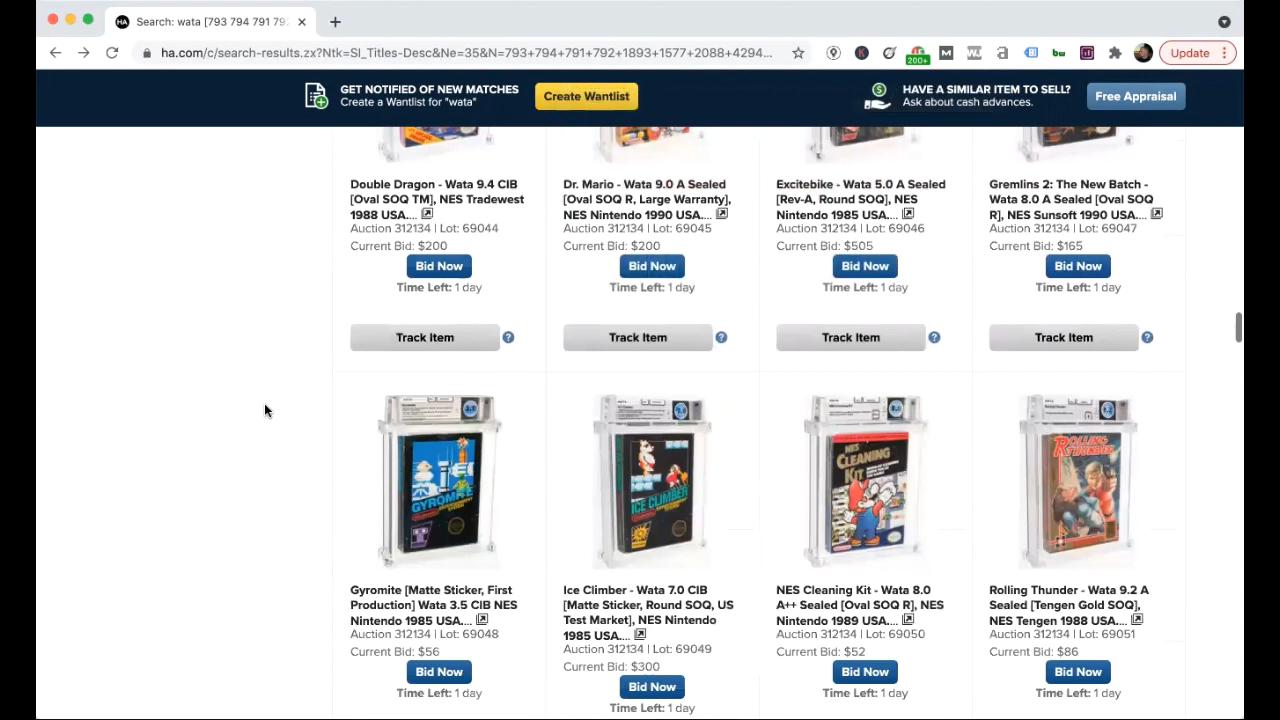 Search: wata [793 794 791 792
ha.com/c/search-results.zx?Ntk=SI_Titles-Desc&Ne=35&N=793+794+791+792+1893+1577+2088+4294...
200+
Update
GET NOTIFIED OF NEW MATCHES
Create a Wantlist for "wata"
Create Wantlist
HAVE A SIMILAR ITEM TO SELL?
Ask about cash advances.
Free Appraisal
Double Dragon - Wata 9.4 CIB
[Oval SOQ TM], NES Tradewest
1988 USA....
Auction 312134 | Lot: 69044
Current Bid: $200
Bid Now
Time Left: 1 day
Track Item
Dr. Mario - Wata 9.0 A Sealed
[Oval SOQ R, Large Warranty],
NES Nintendo 1990 USA....
Auction 312134 | Lot: 69045
Current Bid: $200
Bid Now
Time Left: 1 day
Track Item
Excitebike - Wata 5.0 A Sealed
[Rev-A, Round SOQ], NES
Nintendo 1985 USA....
Auction 312134 | Lot: 69046
Current Bid: $505
Bid Now
Time Left: 1 day
Track Item
Gremlins 2: The New Batch -
Wata 8.0 A Sealed [Oval SOQ
R], NES Sunsoft 1990 USA....
Auction 312134 | Lot: 69047
Current Bid: $165
Bid Now
Time Left: 1 day
Track Item
GYROMITE
Gyromite [Matte Sticker, First
Production] Wata 3.5 CIB NES
Nintendo 1985 USA....
Auction 312134 | Lot: 69048
Current Bid: $56
Bid Now
Time Left: 1 day
ICE CLIMBER
Ice Climber - Wata 7.0 CIB
[Matte Sticker, Round SOQ, US
Test Market], NES Nintendo
1985 USA....
Auction 312134 | Lot: 69049
Current Bid: $300
Bid Now
Time Left: 1 day
NES
CLEANING
KIT
NES Cleaning Kit - Wata 8.0
A++ Sealed [Oval SOQ R], NES
Nintendo 1989 USA....
Auction 312134 | Lot: 69050
Current Bid: $52
Bid Now
Time Left: 1 day
ROLLING
THUNDER
Rolling Thunder - Wata 9.2 A
Sealed [Tengen Gold SOQ],
NES Tengen 1988 USA....
Auction 312134 | Lot: 69051
Current Bid: $86
Bid Now
Time Left: 1 day